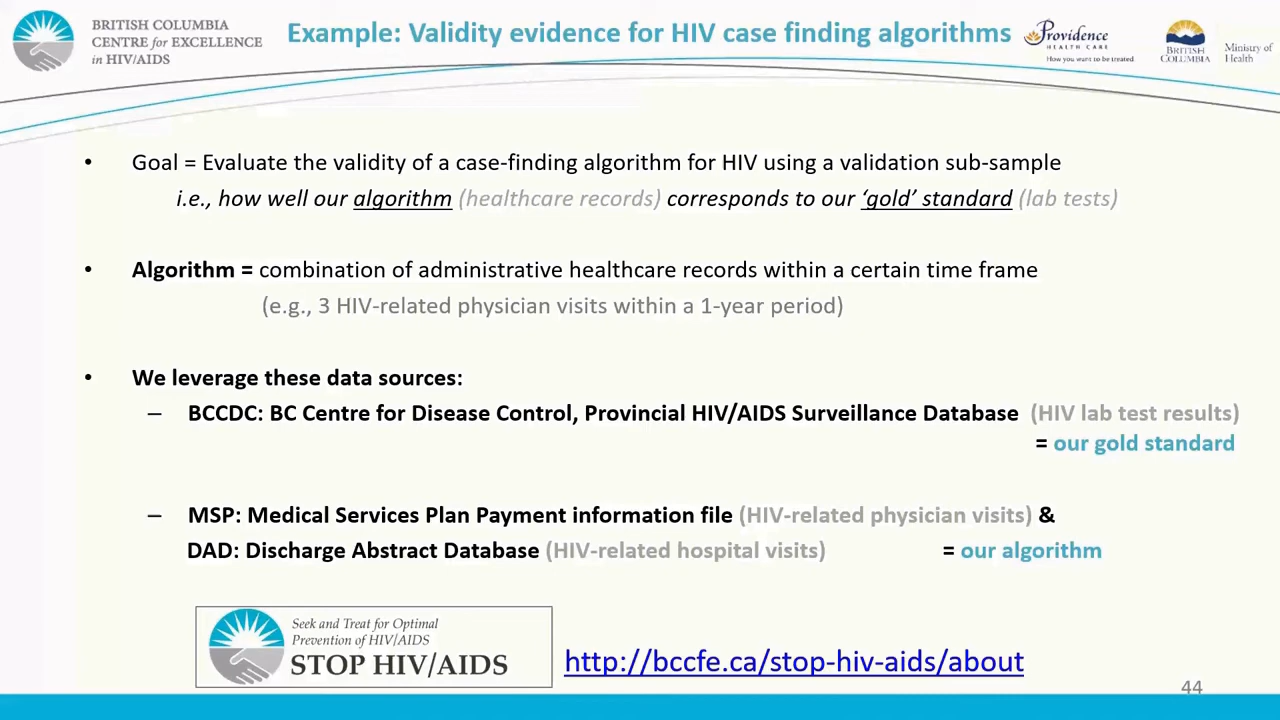 BRITISH COLUMBIA
CENTRE for EXCELLENCE
in HIV/AIDS
Example: Validity evidence for HIV case finding algorithms
Providence
HEALTH CARE
How you want to be treated
BRITISH
COLUMBIA
Ministry of
Health
• Goal = Evaluate the validity of a case-finding algorithm for HIV using a validation sub-sample
i.e., how well our algorithm (healthcare records) corresponds to our ‘gold’ standard (lab tests)
• Algorithm = combination of administrative healthcare records within a certain time frame
(e.g., 3 HIV-related physician visits within a 1-year period)
• We leverage these data sources:
– BCCDC: BC Centre for Disease Control, Provincial HIV/AIDS Surveillance Database (HIV lab test results)
= our gold standard
– MSP: Medical Services Plan Payment information file (HIV-related physician visits) &
DAD: Discharge Abstract Database (HIV-related hospital visits) = our algorithm
Seek and Treat for Optimal
Prevention of HIV/AIDS
STOP HIV/AIDS
http://bccfe.ca/stop-hiv-aids/about
44